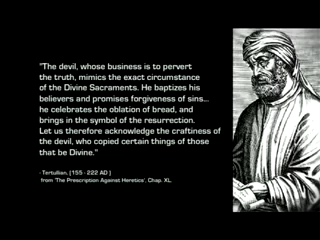 "The devil, whose business is to pervert
the truth, mimics the exact circumstance
of the Divine Sacraments. He baptizes his
believers and promises forgiveness of sins...
he celebrates the oblation of bread, and
brings in the symbol of the resurrection.
Let us therefore acknowledge the craftiness of
the devil, who copied certain things of those
that be Divine."
- Tertullian, (155 - 222 AD )
from 'The Prescription Against Heretics', Chap. XL.